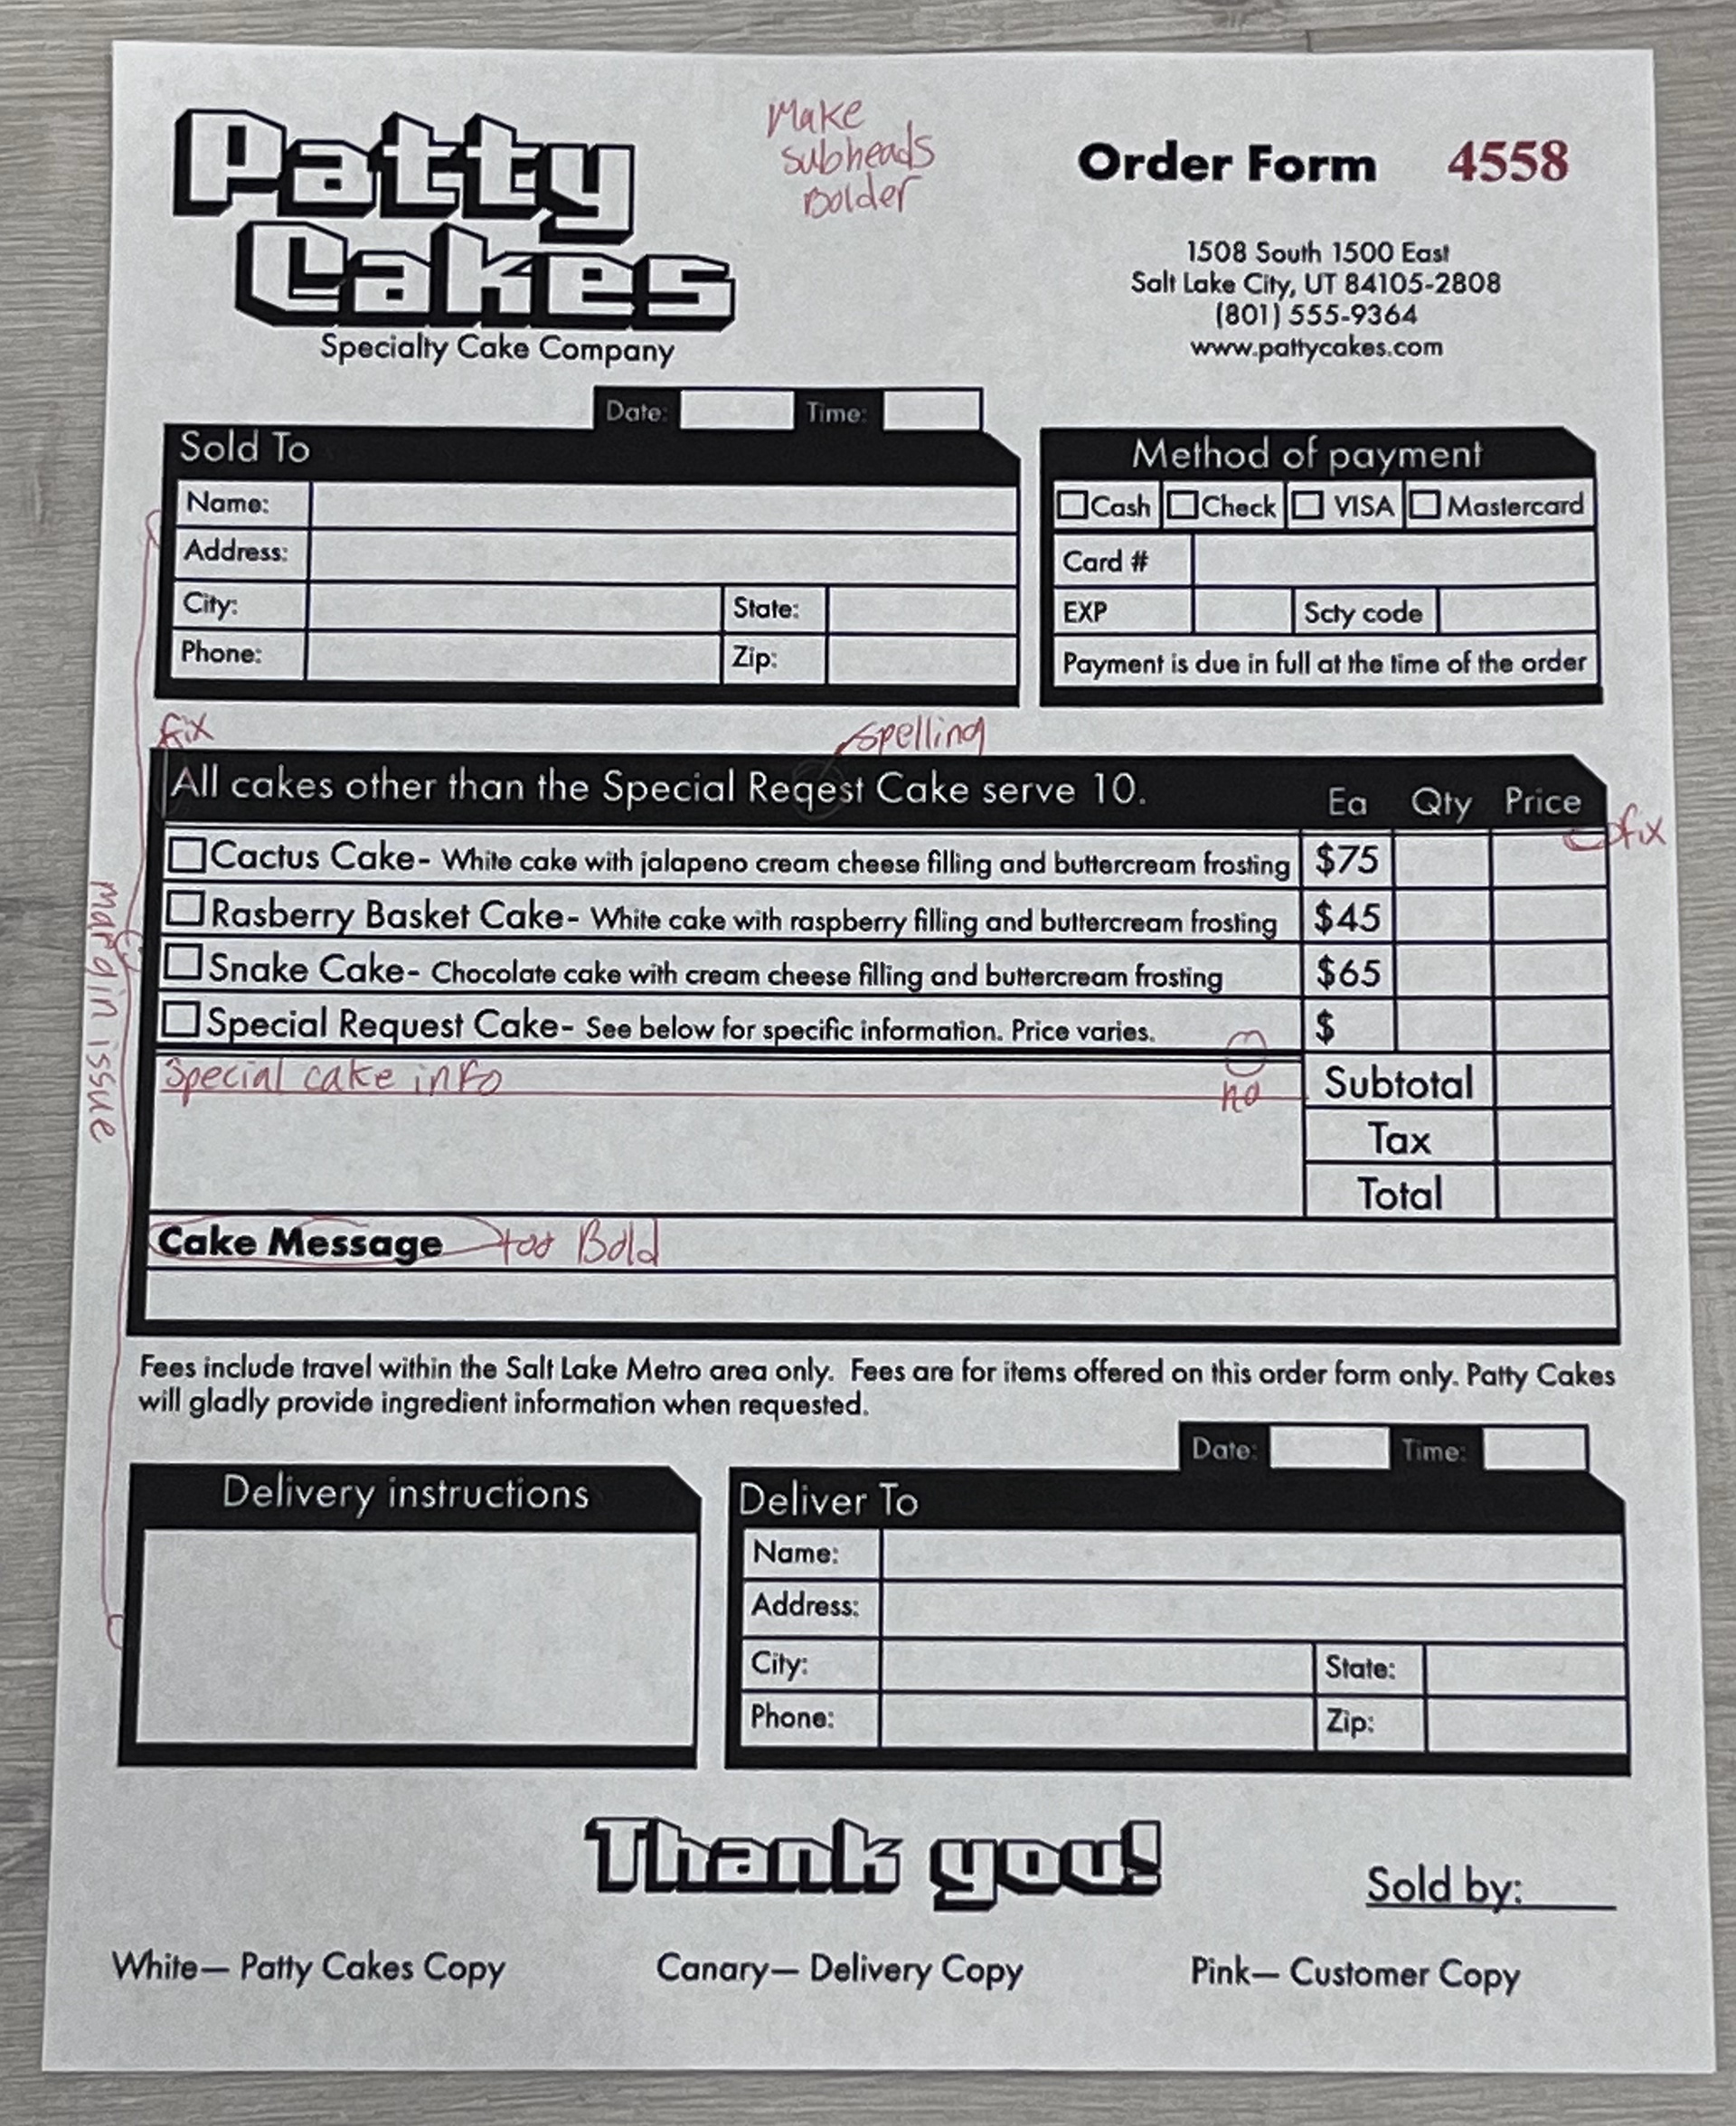 Patty
Cakes
Specialty Cake Company
Make
subheads
Bolder
Order Form 4558
1508 South 1500 East
Salt Lake City, UT 84105-2808
(801) 555-9364
www.pattycakes.com
Date: Time:
Sold To
Name:
Address:
City: State:
Phone: Zip:
Method of payment
Cash Check VISA Mastercard
Card #
EXP Scty code
Payment is due in full at the time of the order
fix
spelling
All cakes other than the Special Reqest Cake serve 10. Ea Qty Price
fix
Cactus Cake- White cake with jalapeno cream cheese filling and buttercream frosting $75
Rasberry Basket Cake- White cake with raspberry filling and buttercream frosting $45
Snake Cake- Chocolate cake with cream cheese filling and buttercream frosting $65
Special Request Cake- See below for specific information. Price varies. $
margin issue
Special cake info
no
Subtotal
Tax
Total
Cake Message too Bold
Fees include travel within the Salt Lake Metro area only. Fees are for items offered on this order form only. Patty Cakes
will gladly provide ingredient information when requested.
Delivery instructions
Date: Time:
Deliver To
Name:
Address:
City: State:
Phone: Zip:
Thank you!
Sold by:
White— Patty Cakes Copy Canary— Delivery Copy Pink— Customer Copy